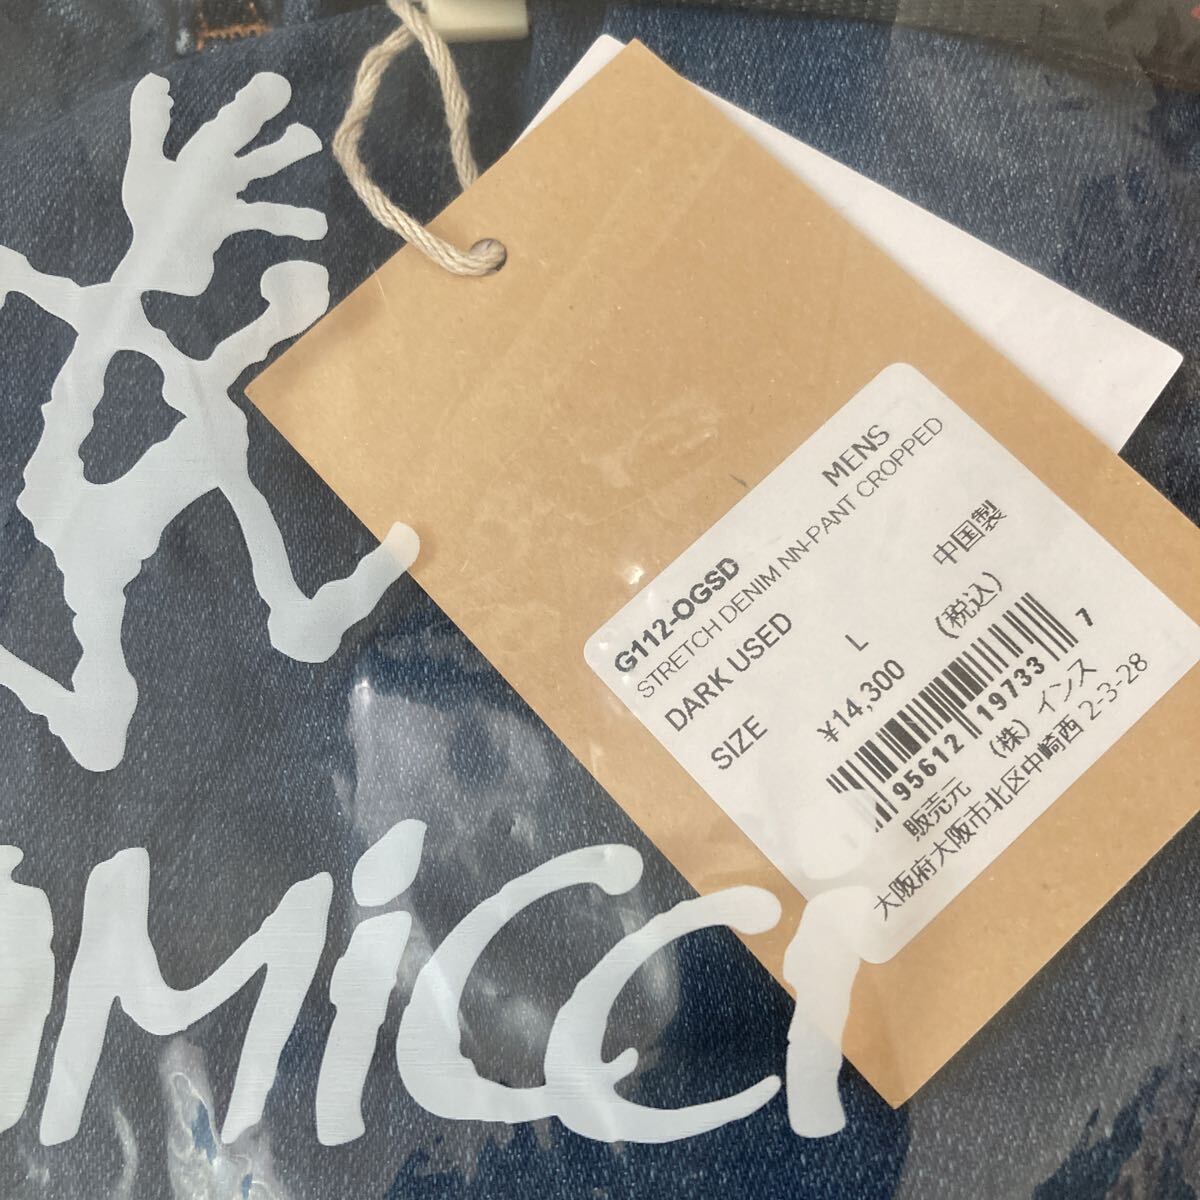 MENS
G112-OGSD
STRETCH DENIM NN-PANT CROPPED
DARK USED 中国製
SIZE L
¥14,300 (税込)
95612 19733 7
販売元 (株) インス
大阪府大阪市北区中崎西 2-3-28